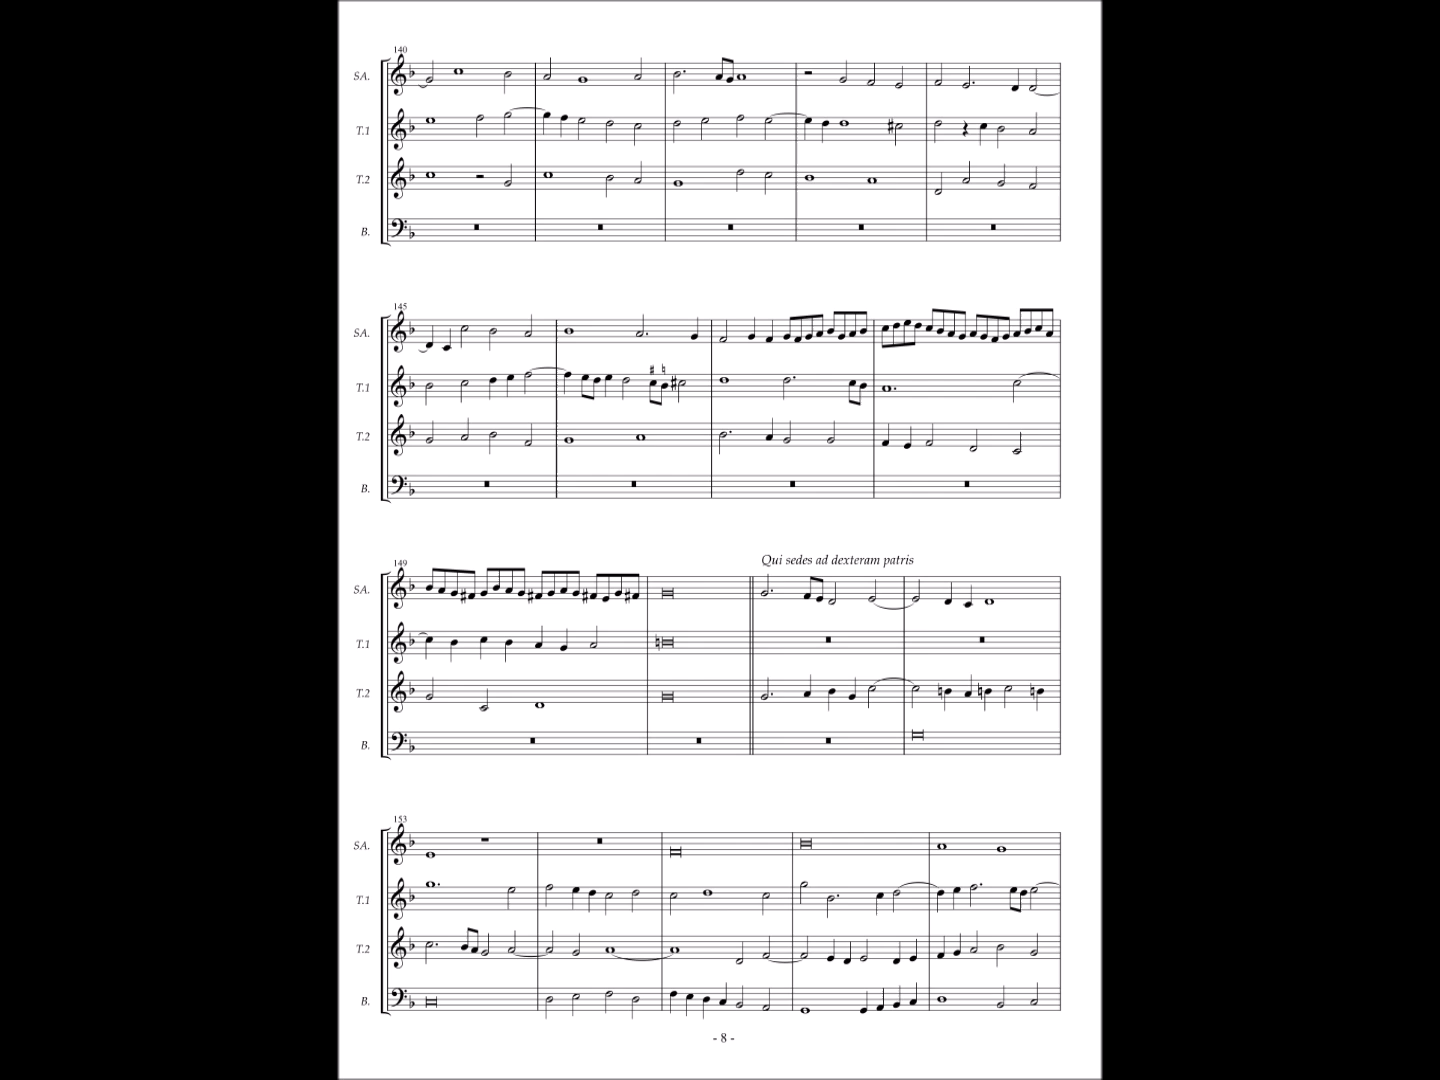 140
SA.
T.1
T.2
B.
145
SA.
T.1
T.2
B.
Qui sedes ad dexteram patris
149
SA.
T.1
T.2
B.
153
SA.
T.1
T.2
B.
- 8 -